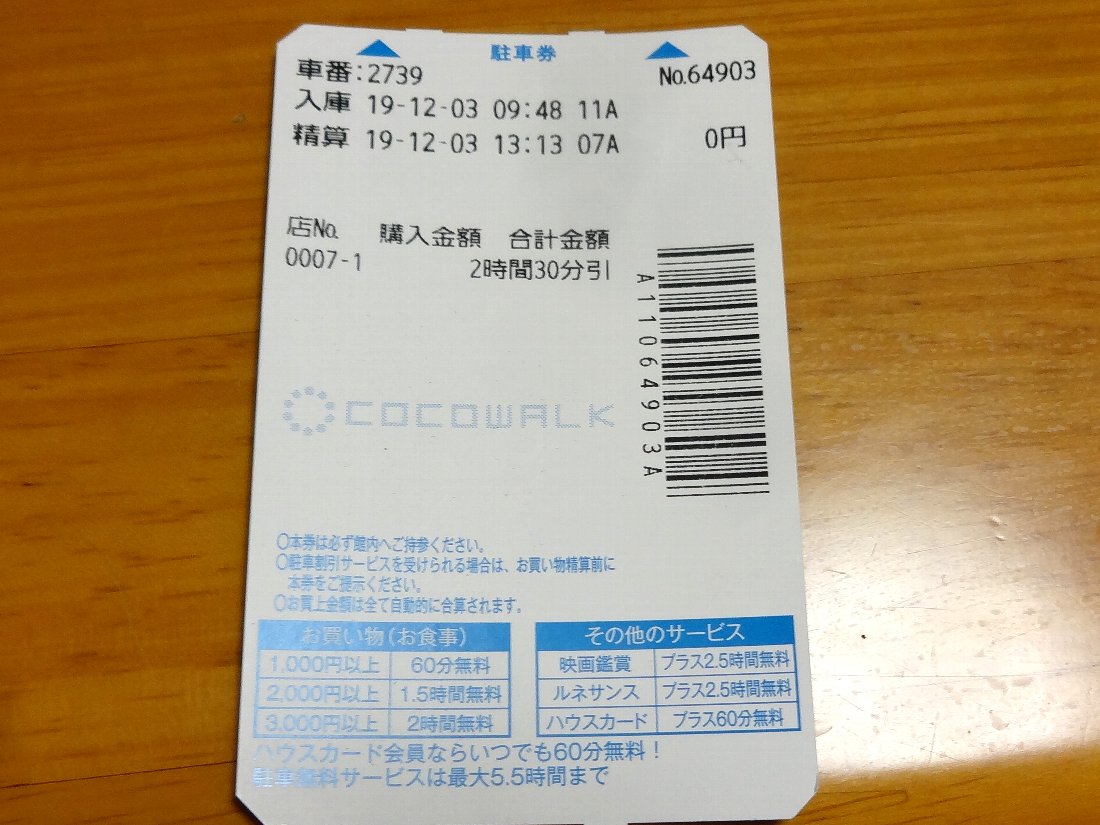 駐車券
車番:2739 No.64903
入庫 19-12-03 09:48 11A
精算 19-12-03 13:13 07A 0円
店No. 購入金額 合計金額
0007-1 2時間30分引
A11064903A
COCOWALK
○本券は必ず館内へご持参ください。
○駐車割引サービスを受けられる場合は、お買い物精算前に
本券をご提示ください。
○お買上金額は全て自動的に合算されます。
お買い物(お食事)
1,000円以上 60分無料
2,000円以上 1.5時間無料
3,000円以上 2時間無料
その他のサービス
映画鑑賞 プラス2.5時間無料
ルネサンス プラス2.5時間無料
ハウスカード プラス60分無料
ハウスカード会員ならいつでも60分無料!
駐車無料サービスは最大5.5時間まで